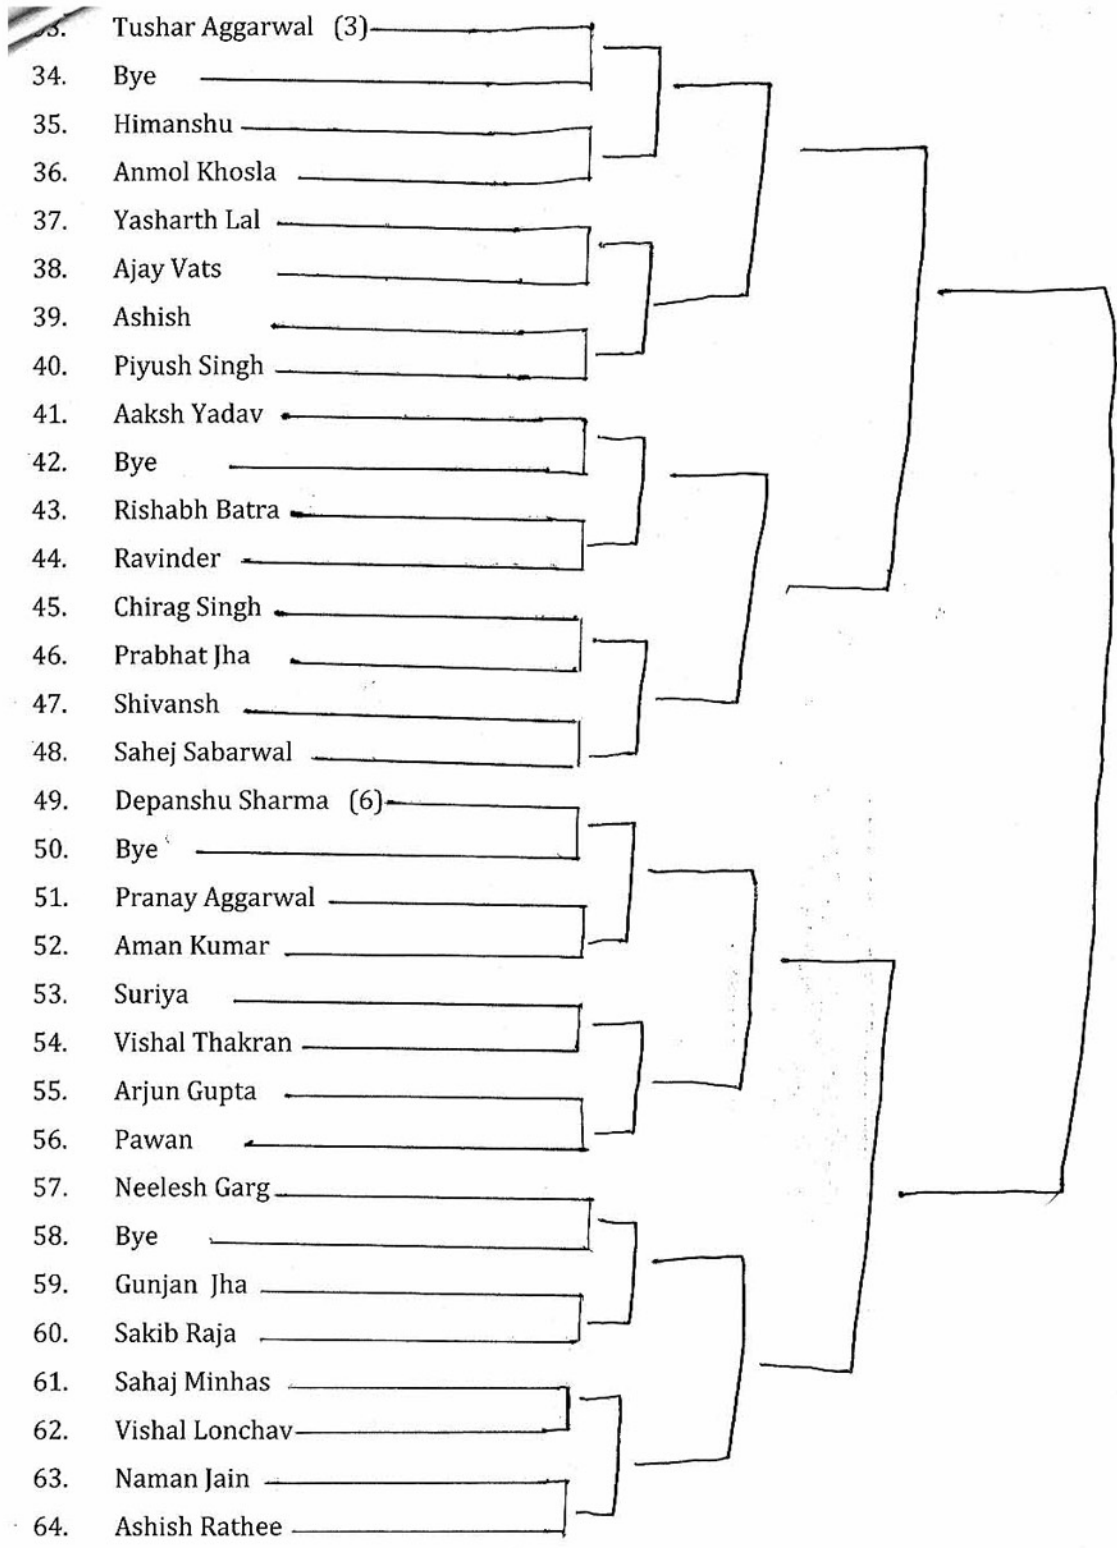 33. Tushar Aggarwal (3)
34. Bye
35. Himanshu
36. Anmol Khosla
37. Yasharth Lal
38. Ajay Vats
39. Ashish
40. Piyush Singh
41. Aaksh Yadav
42. Bye
43. Rishabh Batra
44. Ravinder
45. Chirag Singh
46. Prabhat Jha
47. Shivansh
48. Sahej Sabarwal
49. Depanshu Sharma (6)
50. Bye
51. Pranay Aggarwal
52. Aman Kumar
53. Suriya
54. Vishal Thakran
55. Arjun Gupta
56. Pawan
57. Neelesh Garg
58. Bye
59. Gunjan Jha
60. Sakib Raja
61. Sahaj Minhas
62. Vishal Lonchav
63. Naman Jain
64. Ashish Rathee